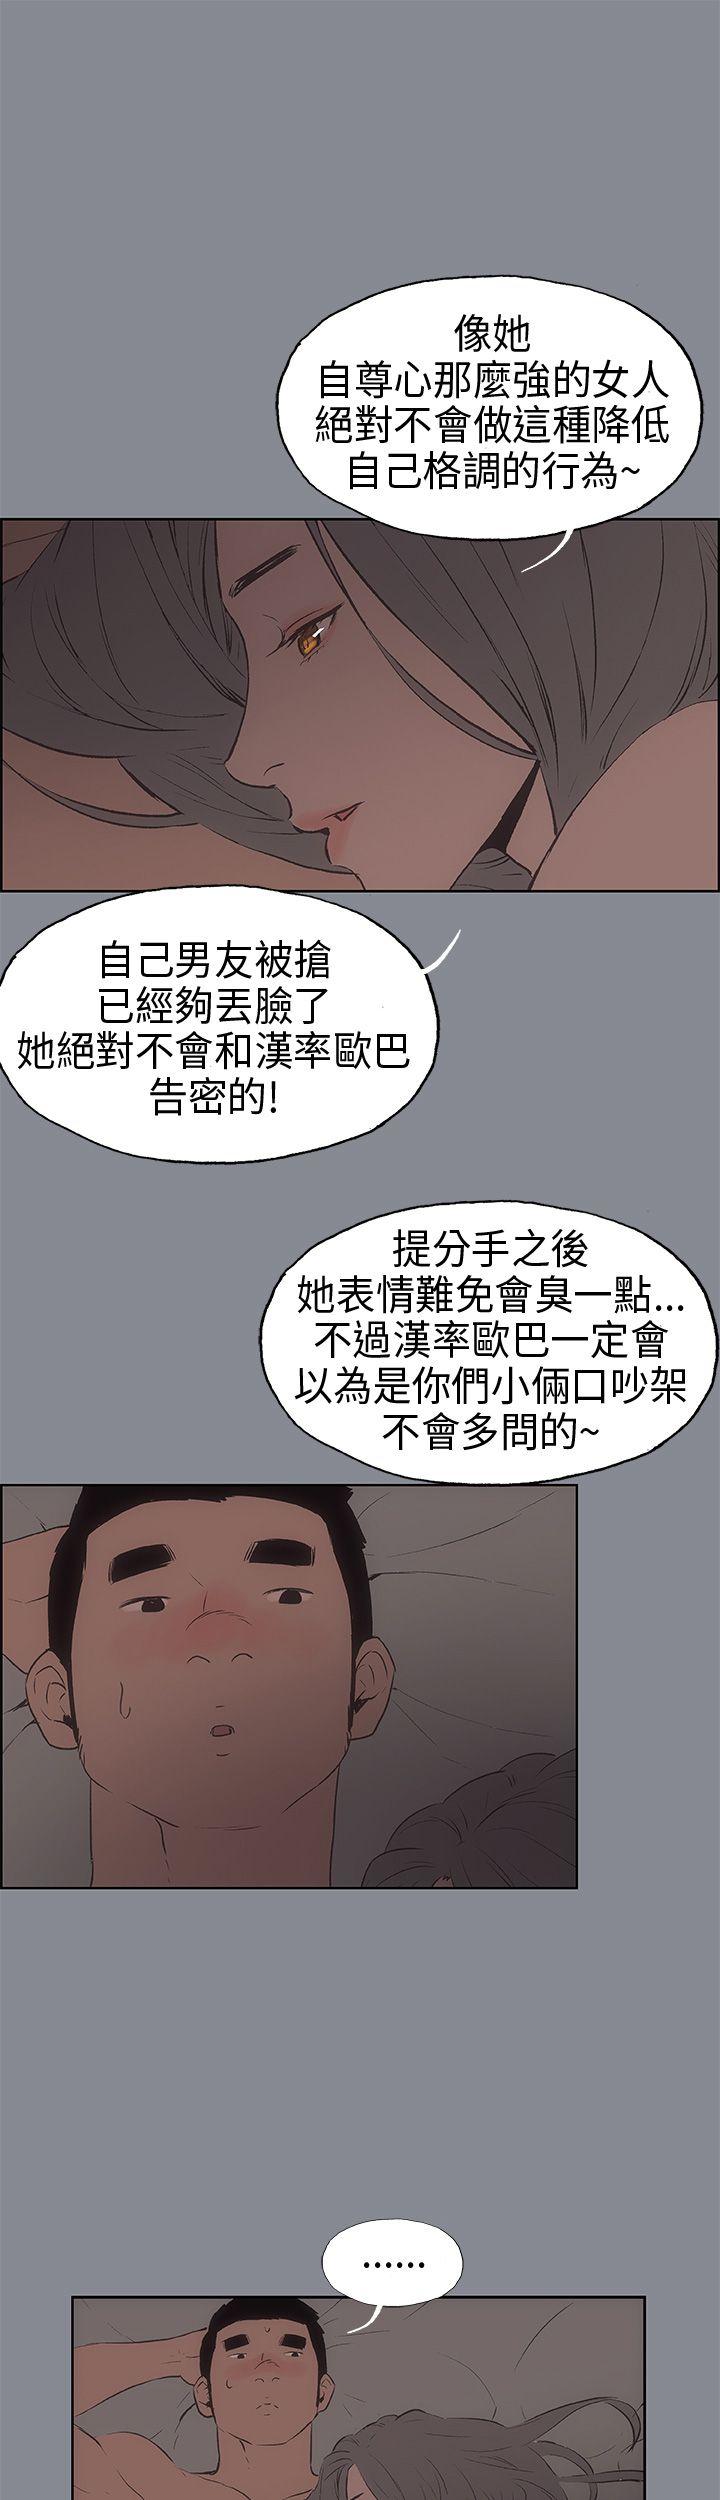 像她
自尊心那麼強的女人
絕對不會做這種降低
自己格調的行為~
自己男友被搶
已經夠丟臉了
她絕對不會和漢率歐巴
告密的!
提分手之後
她表情難免會臭一點...
不過漢率歐巴一定會
以為是你們小倆口吵架
不會多問的~
······